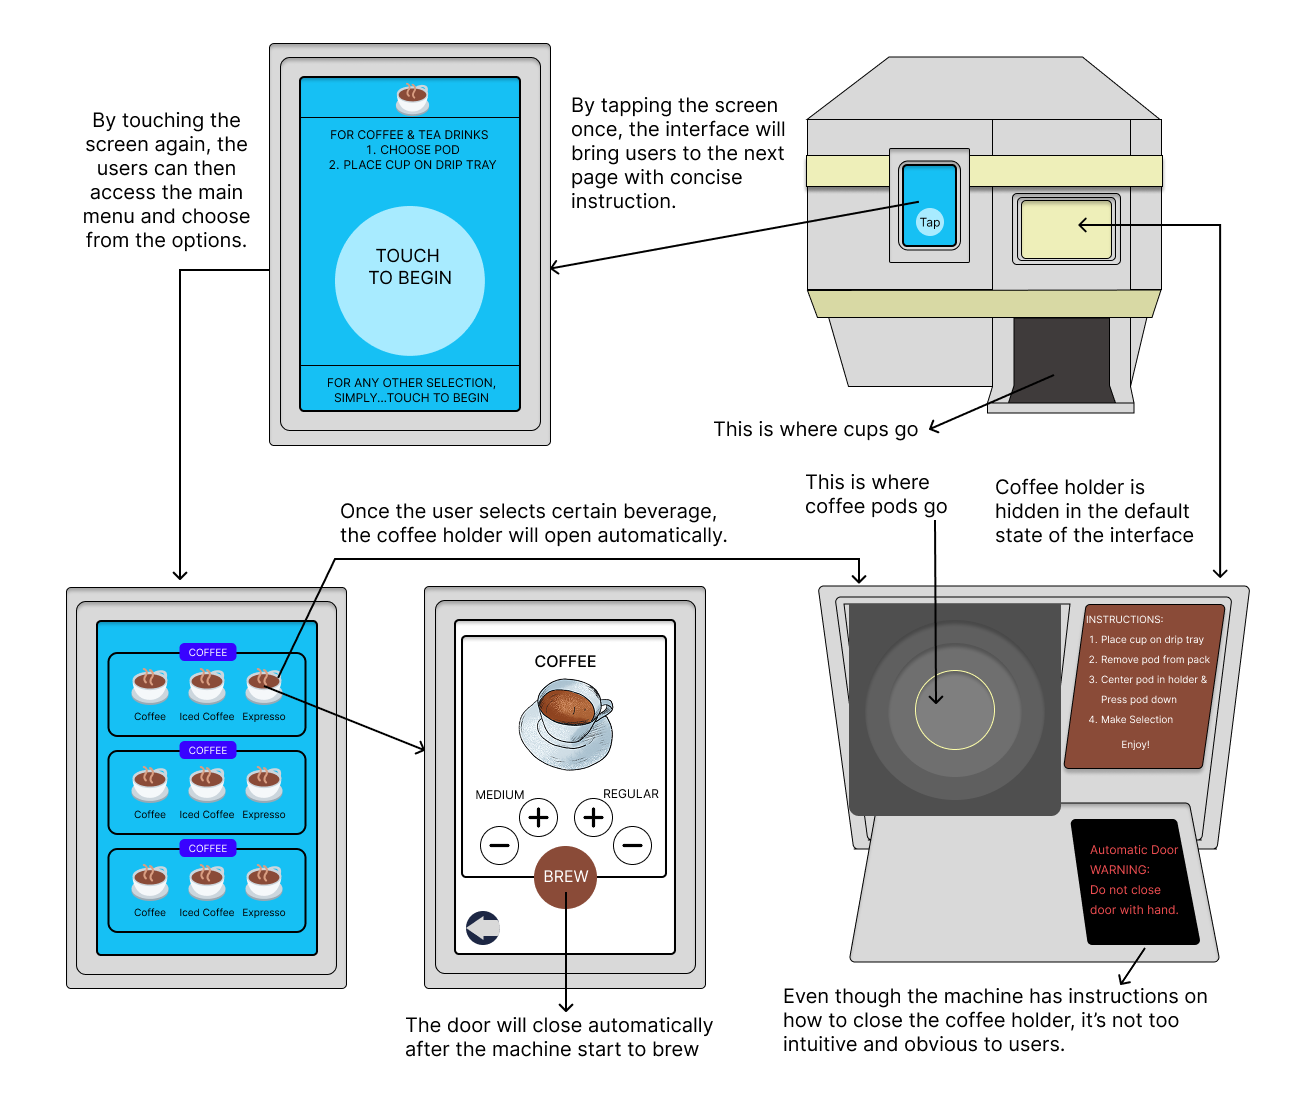 By touching the
screen again, the
users can then
access the main
menu and choose
from the options.
FOR COFFEE & TEA DRINKS
1. CHOOSE POD
2. PLACE CUP ON DRIP TRAY
TOUCH
TO BEGIN
FOR ANY OTHER SELECTION,
SIMPLY...TOUCH TO BEGIN
By tapping the screen
once, the interface will
bring users to the next
page with concise
instruction.
Tap
This is where cups go
This is where
coffee pods go
Coffee holder is
hidden in the default
state of the interface
Once the user selects certain beverage,
the coffee holder will open automatically.
COFFEE
Coffee Iced Coffee Expresso
COFFEE
Coffee Iced Coffee Expresso
COFFEE
Coffee Iced Coffee Expresso
COFFEE
MEDIUM REGULAR
BREW
The door will close automatically
after the machine start to brew
INSTRUCTIONS:
1. Place cup on drip tray
2. Remove pod from pack
3. Center pod in holder &
Press pod down
4. Make Selection
Enjoy!
Automatic Door
WARNING:
Do not close
door with hand.
Even though the machine has instructions on
how to close the coffee holder, it’s not too
intuitive and obvious to users.